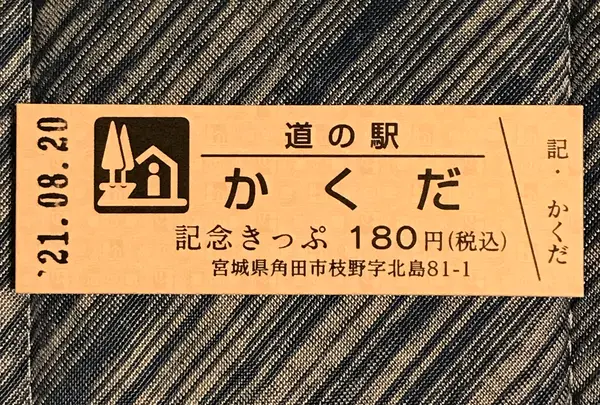 '21.08.20
道の駅
かくだ
記念きっぷ 180円(税込)
宮城県角田市枝野字北島81-1
記・かくだ